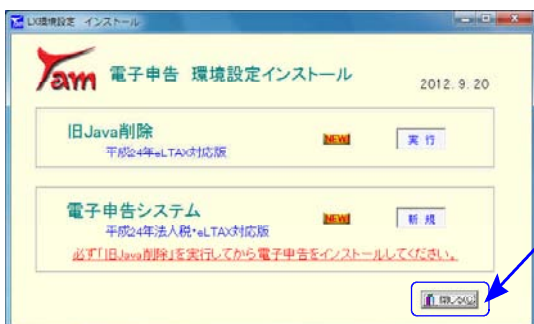 LX環境設定 インストール
Tam 電子申告 環境設定インストール
2012. 9. 20
旧Java削除 NEW 実 行
平成24年eLTAX対応版
電子申告システム NEW 新 規
平成24年法人税･eLTAX対応版
必ず｢旧Java削除｣を実行してから電子申告をインストールしてください。